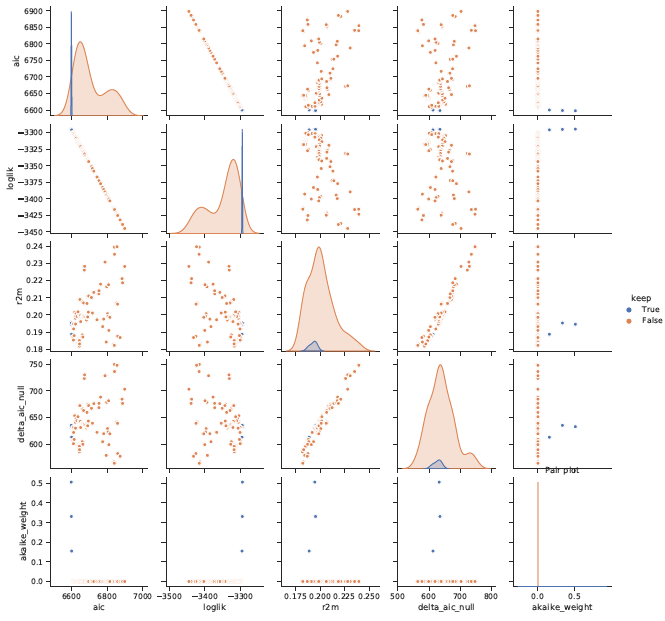 6900
6850
6800
6750
6700
6650
6600
aic
−3300
−3325
−3350
−3375
−3400
−3425
−3450
loglik
0.24
0.23
0.22
0.21
0.20
0.19
0.18
r2m
keep
True
False
750
700
650
600
delta_aic_null
Pair plot
0.5
0.4
0.3
0.2
0.1
0.0
akaike_weight
6600 6800 7000
aic
−3500 −3400 −3300
loglik
0.175 0.200 0.225 0.250
r2m
500 600 700 800
delta_aic_null
0.0 0.5
akaike_weight